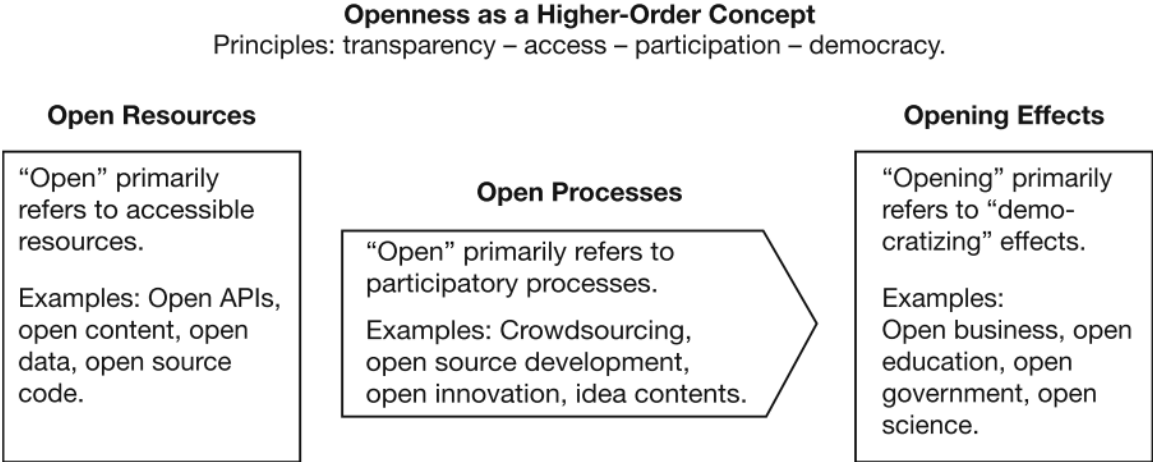 Openness as a Higher-Order Concept
Principles: transparency – access – participation – democracy.
Open Resources
“Open” primarily
refers to accessible
resources.
Examples: Open APIs,
open content, open
data, open source
code.
Open Processes
“Open” primarily refers to
participatory processes.
Examples: Crowdsourcing,
open source development,
open innovation, idea contents.
Opening Effects
“Opening” primarily
refers to “demo-
cratizing” effects.
Examples:
Open business, open
education, open
government, open
science.